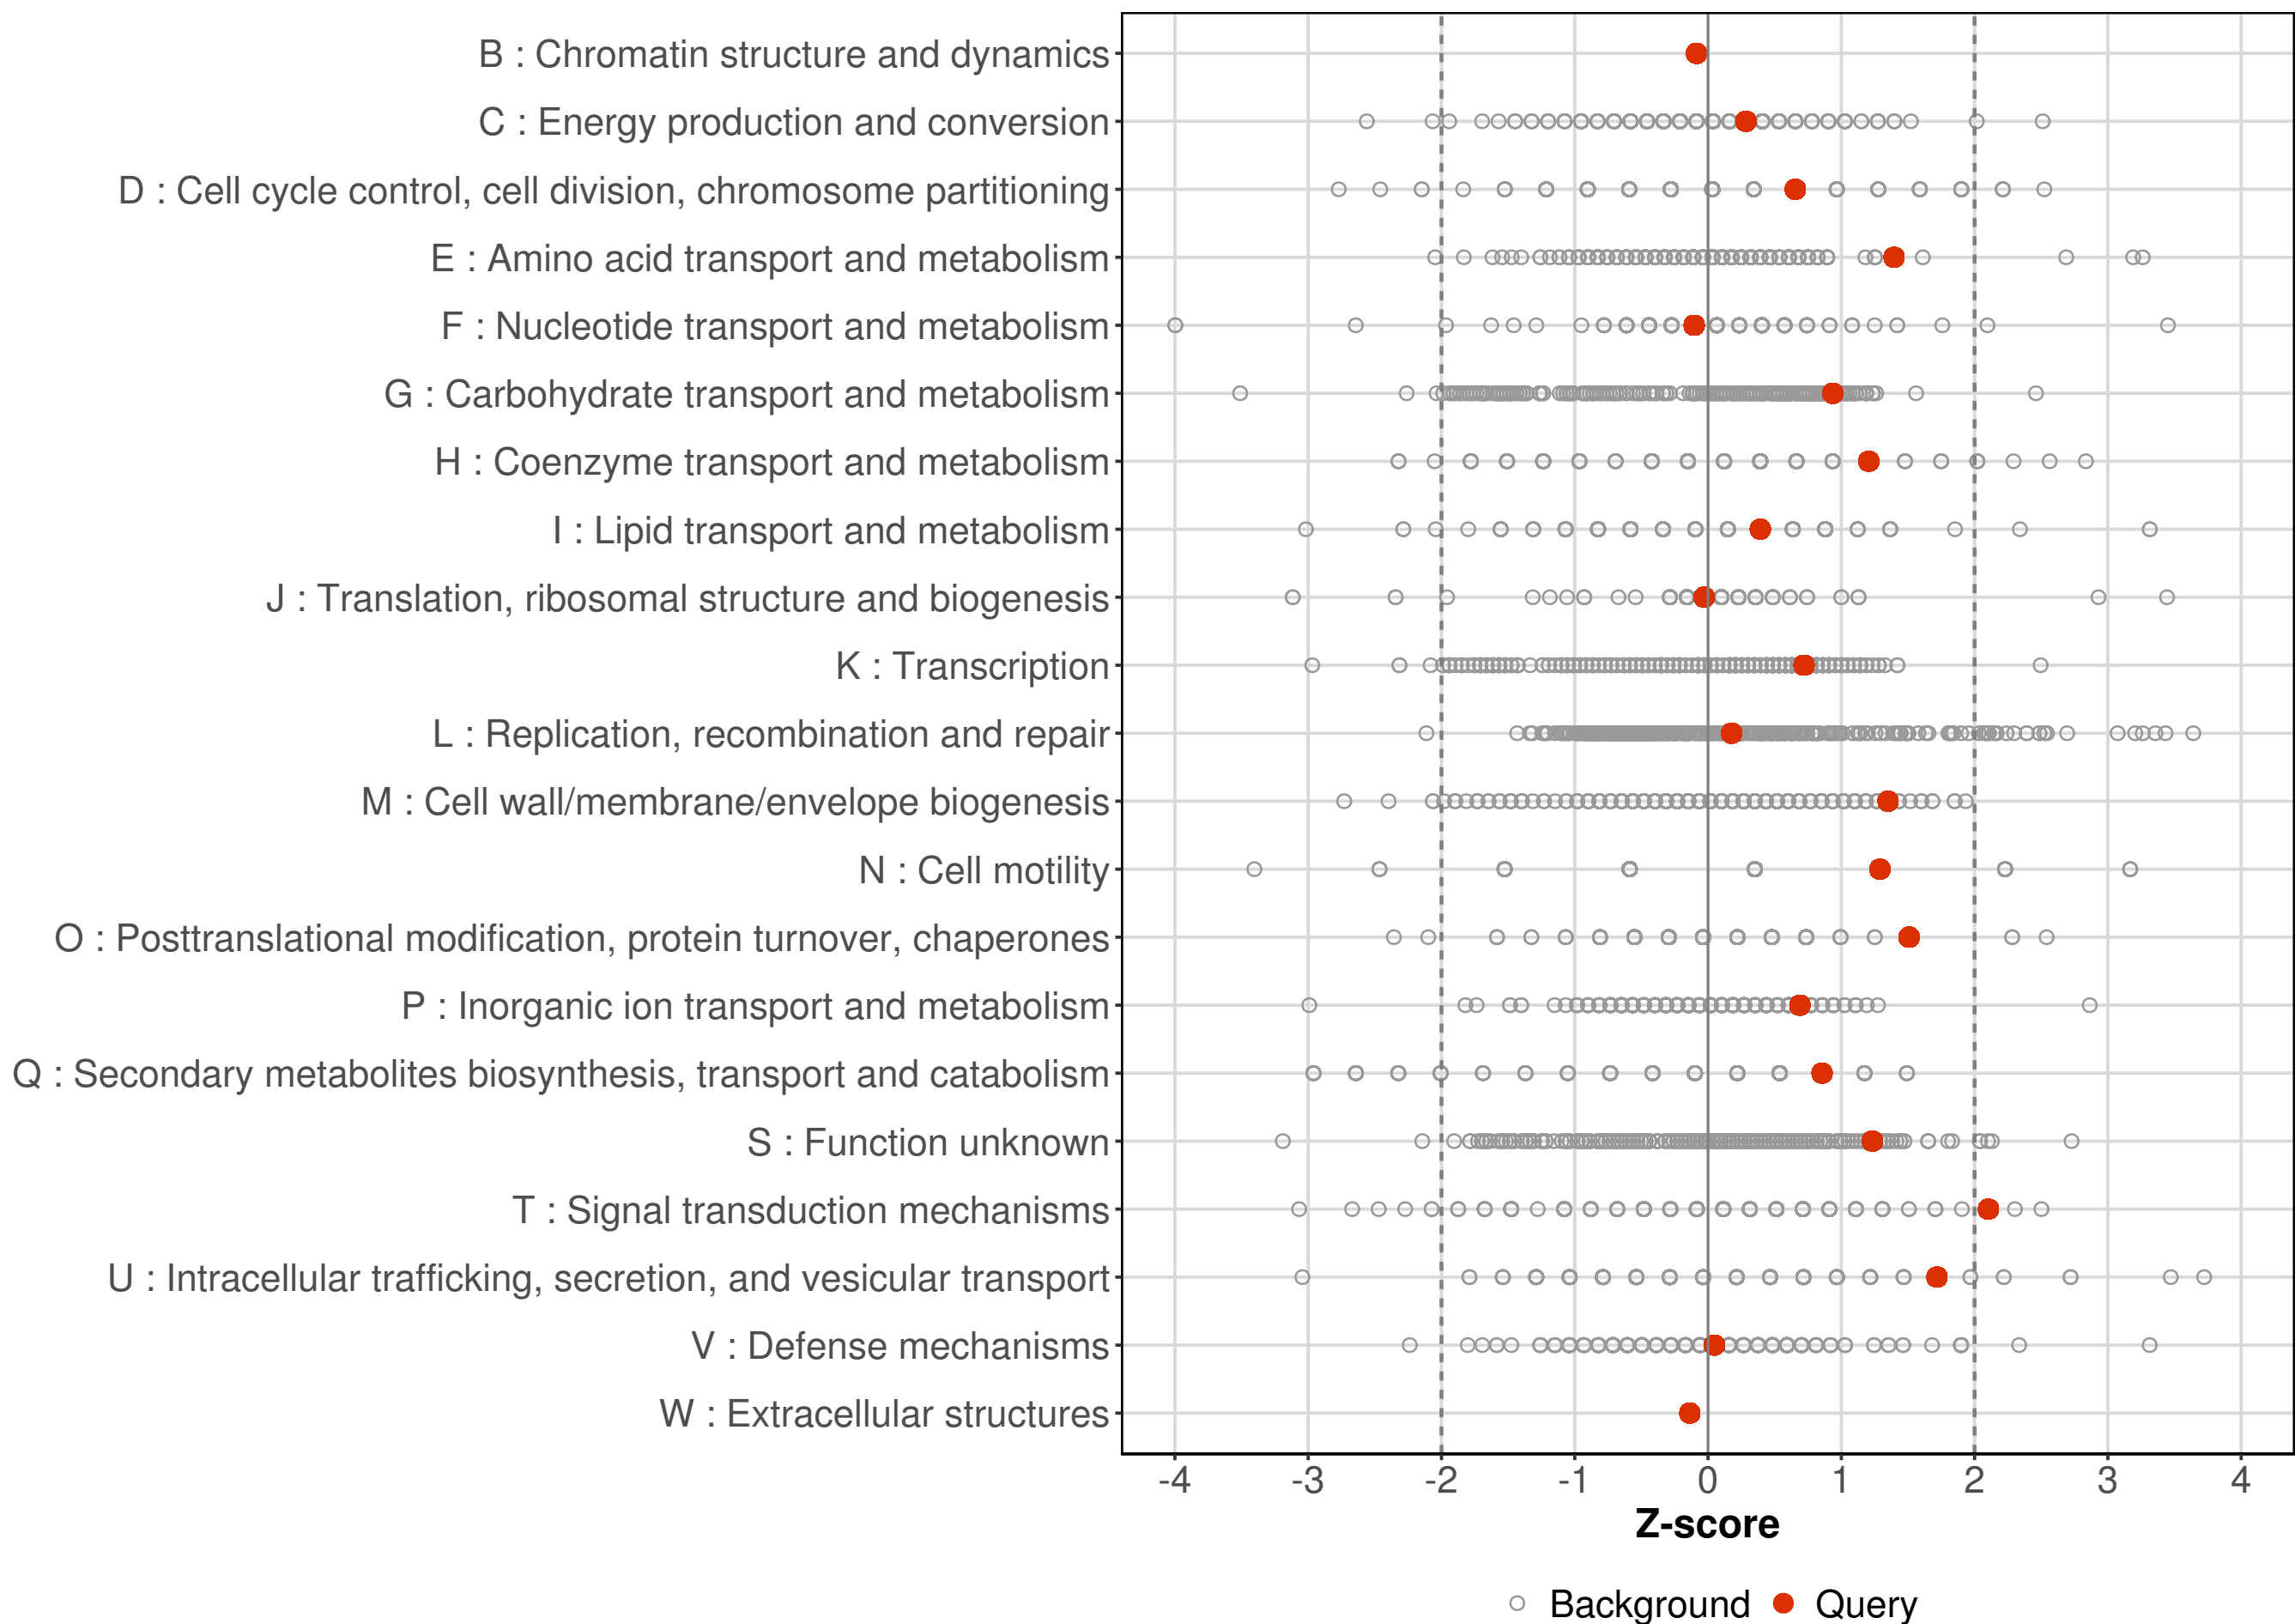 B : Chromatin structure and dynamics
C : Energy production and conversion
D : Cell cycle control, cell division, chromosome partitioning
E : Amino acid transport and metabolism
F : Nucleotide transport and metabolism
G : Carbohydrate transport and metabolism
H : Coenzyme transport and metabolism
I : Lipid transport and metabolism
J : Translation, ribosomal structure and biogenesis
K : Transcription
L : Replication, recombination and repair
M : Cell wall/membrane/envelope biogenesis
N : Cell motility
O : Posttranslational modification, protein turnover, chaperones
P : Inorganic ion transport and metabolism
Q : Secondary metabolites biosynthesis, transport and catabolism
S : Function unknown
T : Signal transduction mechanisms
U : Intracellular trafficking, secretion, and vesicular transport
V : Defense mechanisms
W : Extracellular structures
-4 -3 -2 -1 0 1 2 3 4
Z-score
Background Query